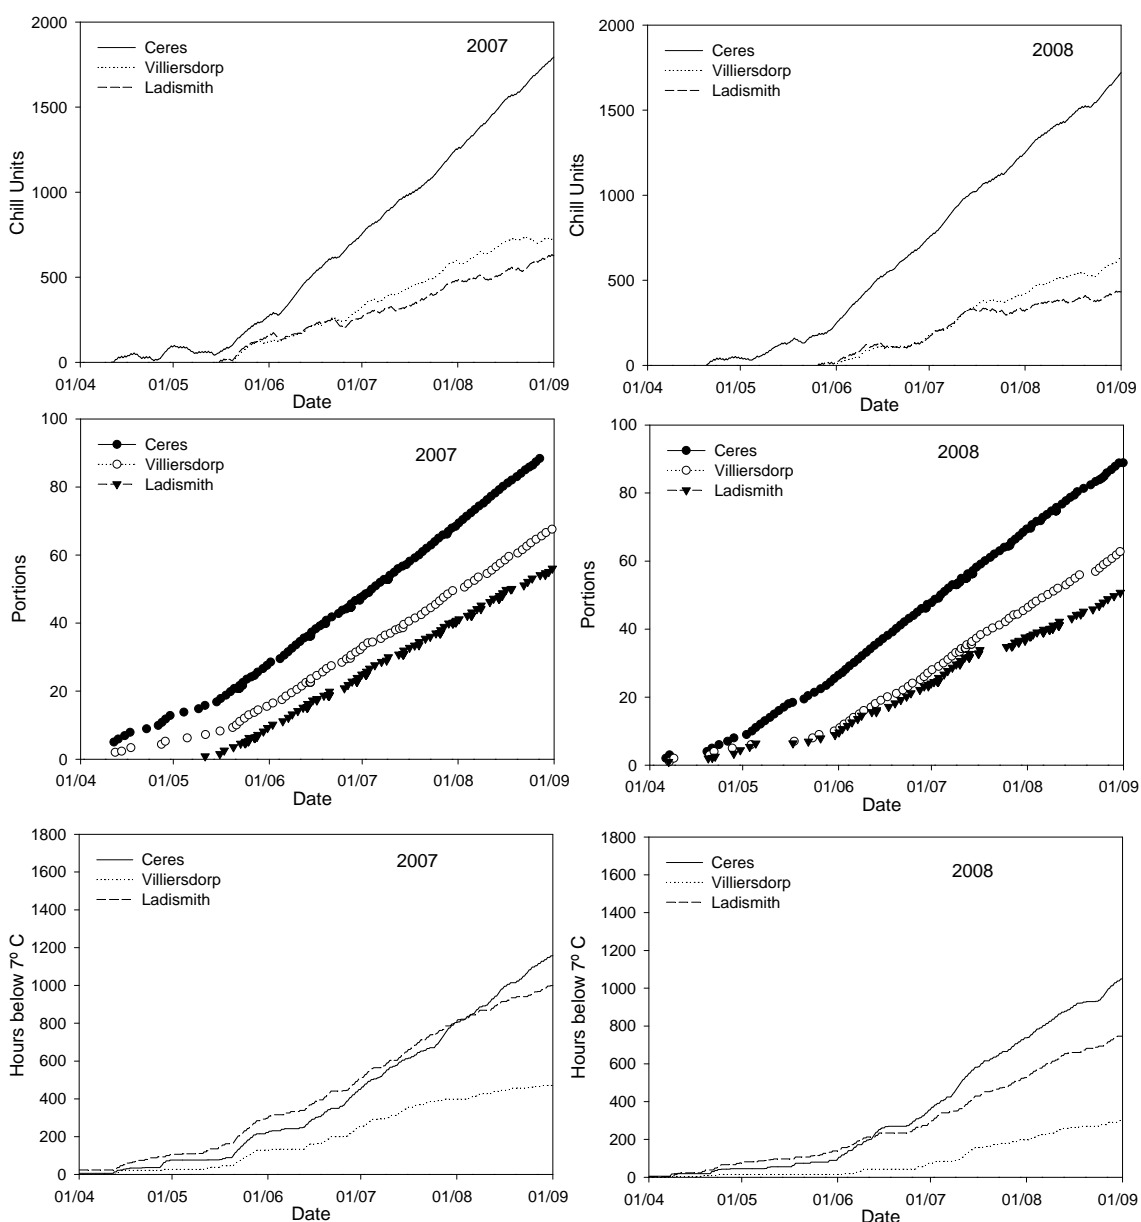 2007
Ceres
Villiersdorp
Ladismith
Chill Units
2000
1500
1000
500
0
01/04 01/05 01/06 01/07 01/08 01/09
Date
2008
Ceres
Villiersdorp
Ladismith
Chill Units
2000
1500
1000
500
0
01/04 01/05 01/06 01/07 01/08 01/09
Date
2007
Ceres
Villiersdorp
Ladismith
Portions
100
80
60
40
20
0
01/04 01/05 01/06 01/07 01/08 01/09
Date
2008
Ceres
Villiersdorp
Ladismith
Portions
100
80
60
40
20
0
01/04 01/05 01/06 01/07 01/08 01/09
Date
2007
Ceres
Villiersdorp
Ladismith
Hours below 7º C
1800
1600
1400
1200
1000
800
600
400
200
0
01/04 01/05 01/06 01/07 01/08 01/09
Date
2008
Ceres
Villiersdorp
Ladismith
Hours below 7º C
1800
1600
1400
1200
1000
800
600
400
200
0
01/04 01/05 01/06 01/07 01/08 01/09
Date